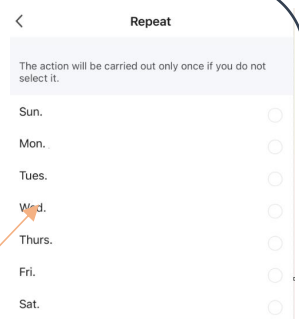 Repeat
The action will be carried out only once if you do not
select it.
Sun.
Mon.
Tues.
Wed.
Thurs.
Fri.
Sat.